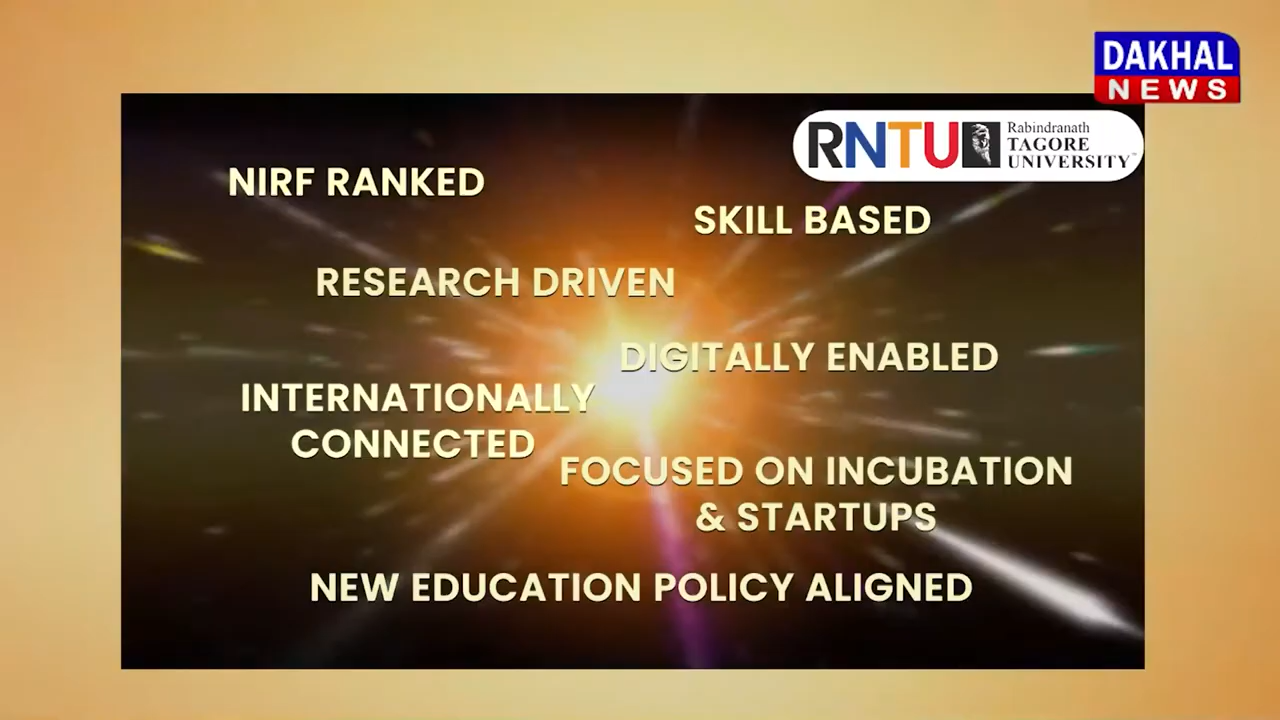 DAKHAL
NEWS
RNTU
Rabindranath
TAGORE
UNIVERSITY™
NIRF RANKED
SKILL BASED
RESEARCH DRIVEN
DIGITALLY ENABLED
INTERNATIONALLY
CONNECTED
FOCUSED ON INCUBATION
& STARTUPS
NEW EDUCATION POLICY ALIGNED